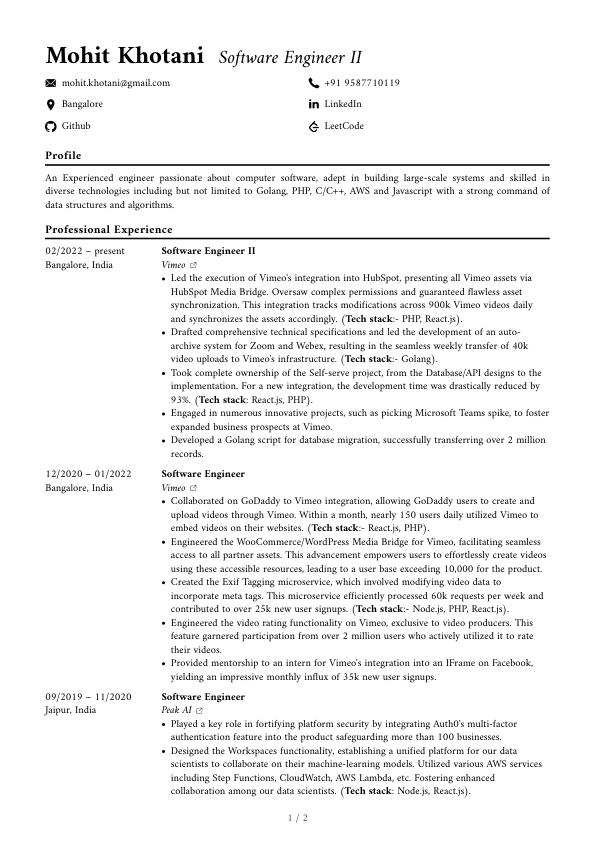 Mohit Khotani Software Engineer II
mohit.khotani@gmail.com +91 9587710119
Bangalore LinkedIn
Github LeetCode
Profile
An Experienced engineer passionate about computer software, adept in building large-scale systems and skilled in
diverse technologies including but not limited to Golang, PHP, C/C++, AWS and Javascript with a strong command of
data structures and algorithms.
Professional Experience
02/2022 – present Software Engineer II
Bangalore, India Vimeo
• Led the execution of Vimeo's integration into HubSpot, presenting all Vimeo assets via
HubSpot Media Bridge. Oversaw complex permissions and guaranteed flawless asset
synchronization. This integration tracks modifications across 900k Vimeo videos daily
and synchronizes the assets accordingly. (Tech stack:- PHP, React.js).
• Drafted comprehensive technical specifications and led the development of an auto-
archive system for Zoom and Webex, resulting in the seamless weekly transfer of 40k
video uploads to Vimeo's infrastructure. (Tech stack:- Golang).
• Took complete ownership of the Self-serve project, from the Database/API designs to the
implementation. For a new integration, the development time was drastically reduced by
93%. (Tech stack: React.js, PHP).
• Engaged in numerous innovative projects, such as picking Microsoft Teams spike, to foster
expanded business prospects at Vimeo.
• Developed a Golang script for database migration, successfully transferring over 2 million
records.
12/2020 – 01/2022 Software Engineer
Bangalore, India Vimeo
• Collaborated on GoDaddy to Vimeo integration, allowing GoDaddy users to create and
upload videos through Vimeo. Within a month, nearly 150 users daily utilized Vimeo to
embed videos on their websites. (Tech stack:- React.js, PHP).
• Engineered the WooCommerce/WordPress Media Bridge for Vimeo, facilitating seamless
access to all partner assets. This advancement empowers users to effortlessly create videos
using these accessible resources, leading to a user base exceeding 10,000 for the product.
• Created the Exif Tagging microservice, which involved modifying video data to
incorporate meta tags. This microservice efficiently processed 60k requests per week and
contributed to over 25k new user signups. (Tech stack:- Node.js, PHP, React.js).
• Engineered the video rating functionality on Vimeo, exclusive to video producers. This
feature garnered participation from over 2 million users who actively utilized it to rate
their videos.
• Provided mentorship to an intern for Vimeo's integration into an IFrame on Facebook,
yielding an impressive monthly influx of 35k new user signups.
09/2019 – 11/2020 Software Engineer
Jaipur, India Peak AI
• Played a key role in fortifying platform security by integrating Auth0's multi-factor
authentication feature into the product safeguarding more than 100 businesses.
• Designed the Workspaces functionality, establishing a unified platform for our data
scientists to collaborate on their machine-learning models. Utilized various AWS services
including Step Functions, CloudWatch, AWS Lambda, etc. Fostering enhanced
collaboration among our data scientists. (Tech stack: Node.js, React.js).
1 / 2